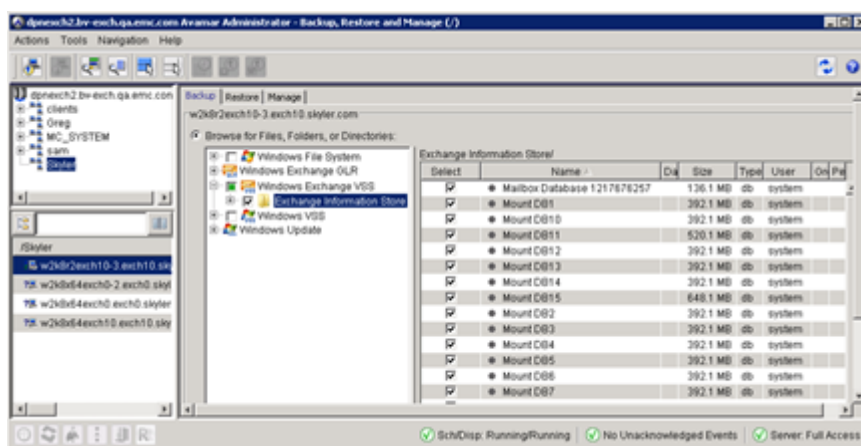 dpnexch2.bv-exch.qa.emc.com Avamar Administrator - Backup, Restore and Manage (/)
Actions Tools Navigation Help
dpnexch2.bv-exch.qa.emc.com
clients
Greg
MC_SYSTEM
sam
Skyler
/Skyler
w2k8r2exch10-3.exch10.sky
w2k8x64exch0-2.exch0.skyl
w2k8x64exch0.exch0.skyler
w2k8x64exch10.exch10.sky
Backup Restore Manage
w2k8r2exch10-3.exch10.skyler.com
Browse for Files, Folders, or Directories:
Windows File System
Windows Exchange GLR
Windows Exchange VSS
Exchange Information Store
Windows VSS
Windows Update
Exchange Information Store/
Select Name Da Size Type User On Pe
Mailbox Database 1217676257 136.1 MB db system
Mount DB1 392.1 MB db system
Mount DB10 392.1 MB db system
Mount DB11 520.1 MB db system
Mount DB12 392.1 MB db system
Mount DB13 392.1 MB db system
Mount DB14 392.1 MB db system
Mount DB15 648.1 MB db system
Mount DB2 392.1 MB db system
Mount DB3 392.1 MB db system
Mount DB4 392.1 MB db system
Mount DB5 392.1 MB db system
Mount DB6 392.1 MB db system
Mount DB7 392.1 MB db system
Sch/Disp: Running/Running No Unacknowledged Events Server: Full Access